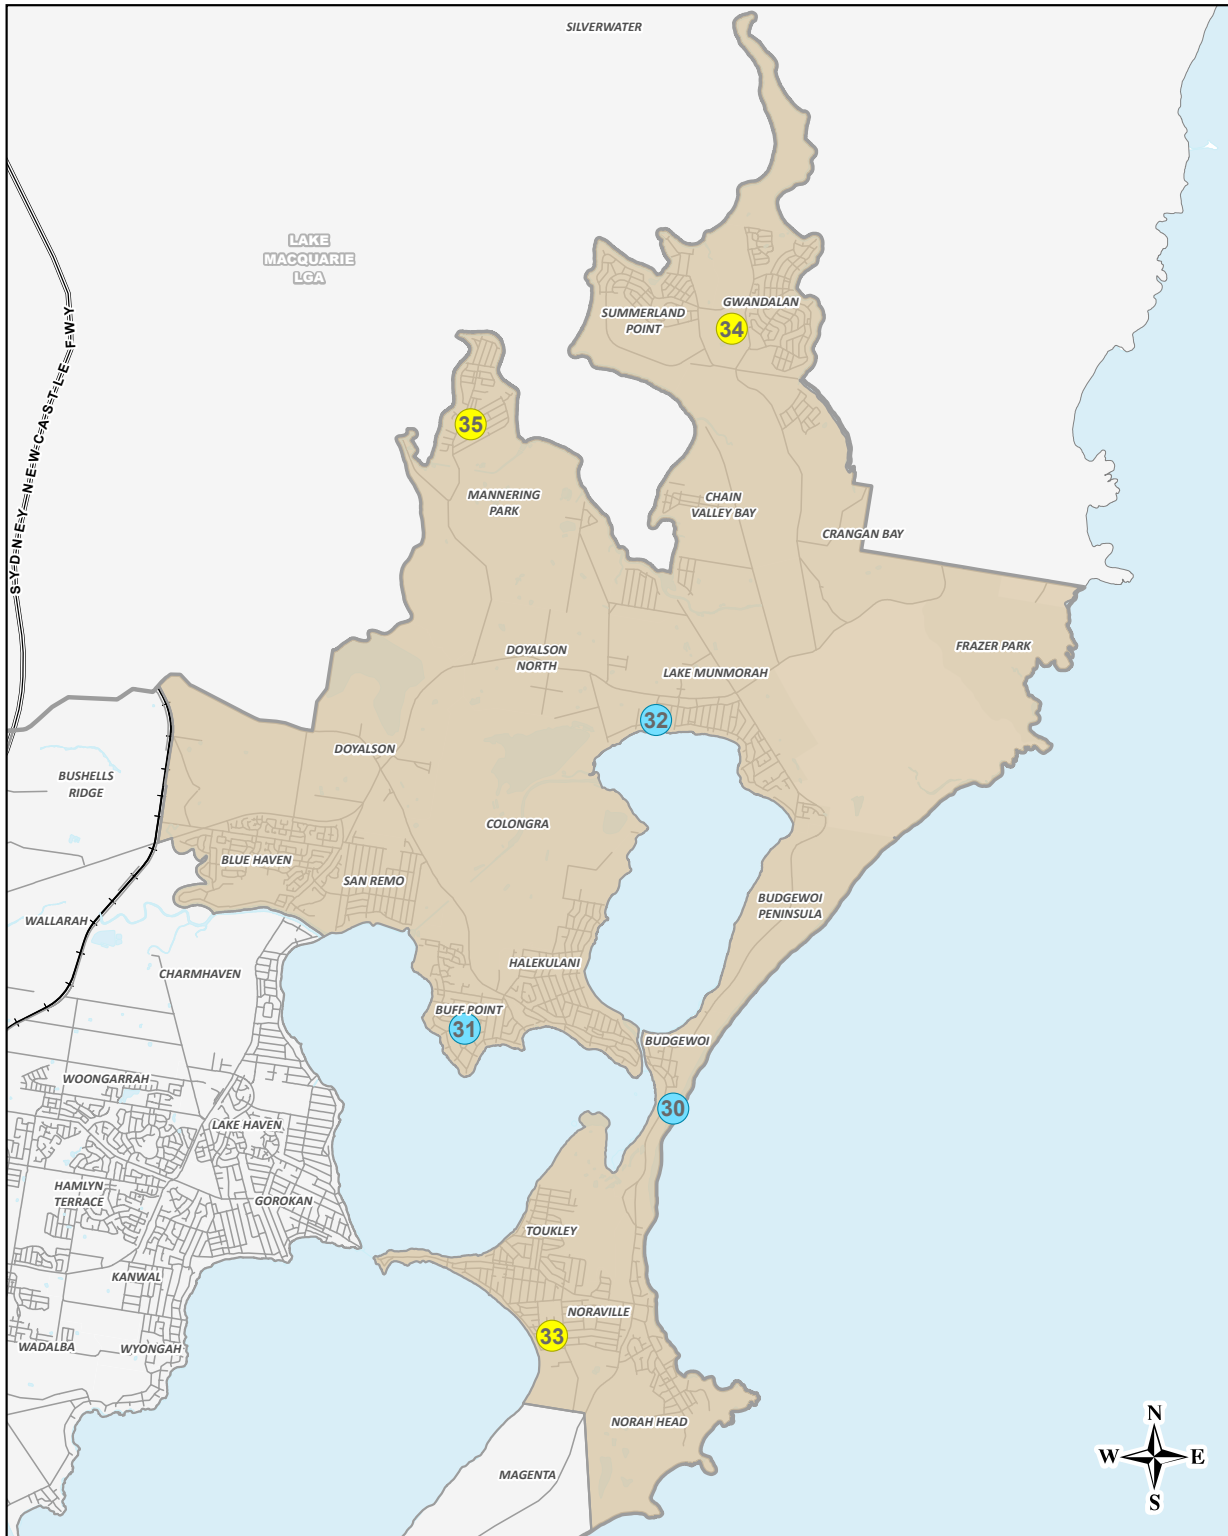 SILVERWATER
LAKE
MACQUARIE
LGA
SYDNEY NEWCASTLE FWY
GWANDALAN
SUMMERLAND
POINT
34
35
MANNERING
PARK
CHAIN
VALLEY BAY
CRANGAN BAY
DOYALSON
NORTH
FRAZER PARK
LAKE MUNMORAH
32
DOYALSON
BUSHELLS
RIDGE
COLONGRA
BLUE HAVEN
SAN REMO
BUDGEWOI
PENINSULA
WALLARAH
HALEKULANI
CHARMHAVEN
BUFF POINT
31
BUDGEWOI
WOONGARRAH
30
LAKE HAVEN
HAMLYN
TERRACE
GOROKAN
TOUKLEY
KANWAL
NORAVILLE
33
WADALBA
WYONGAH
NORAH HEAD
MAGENTA
N
W
E
S